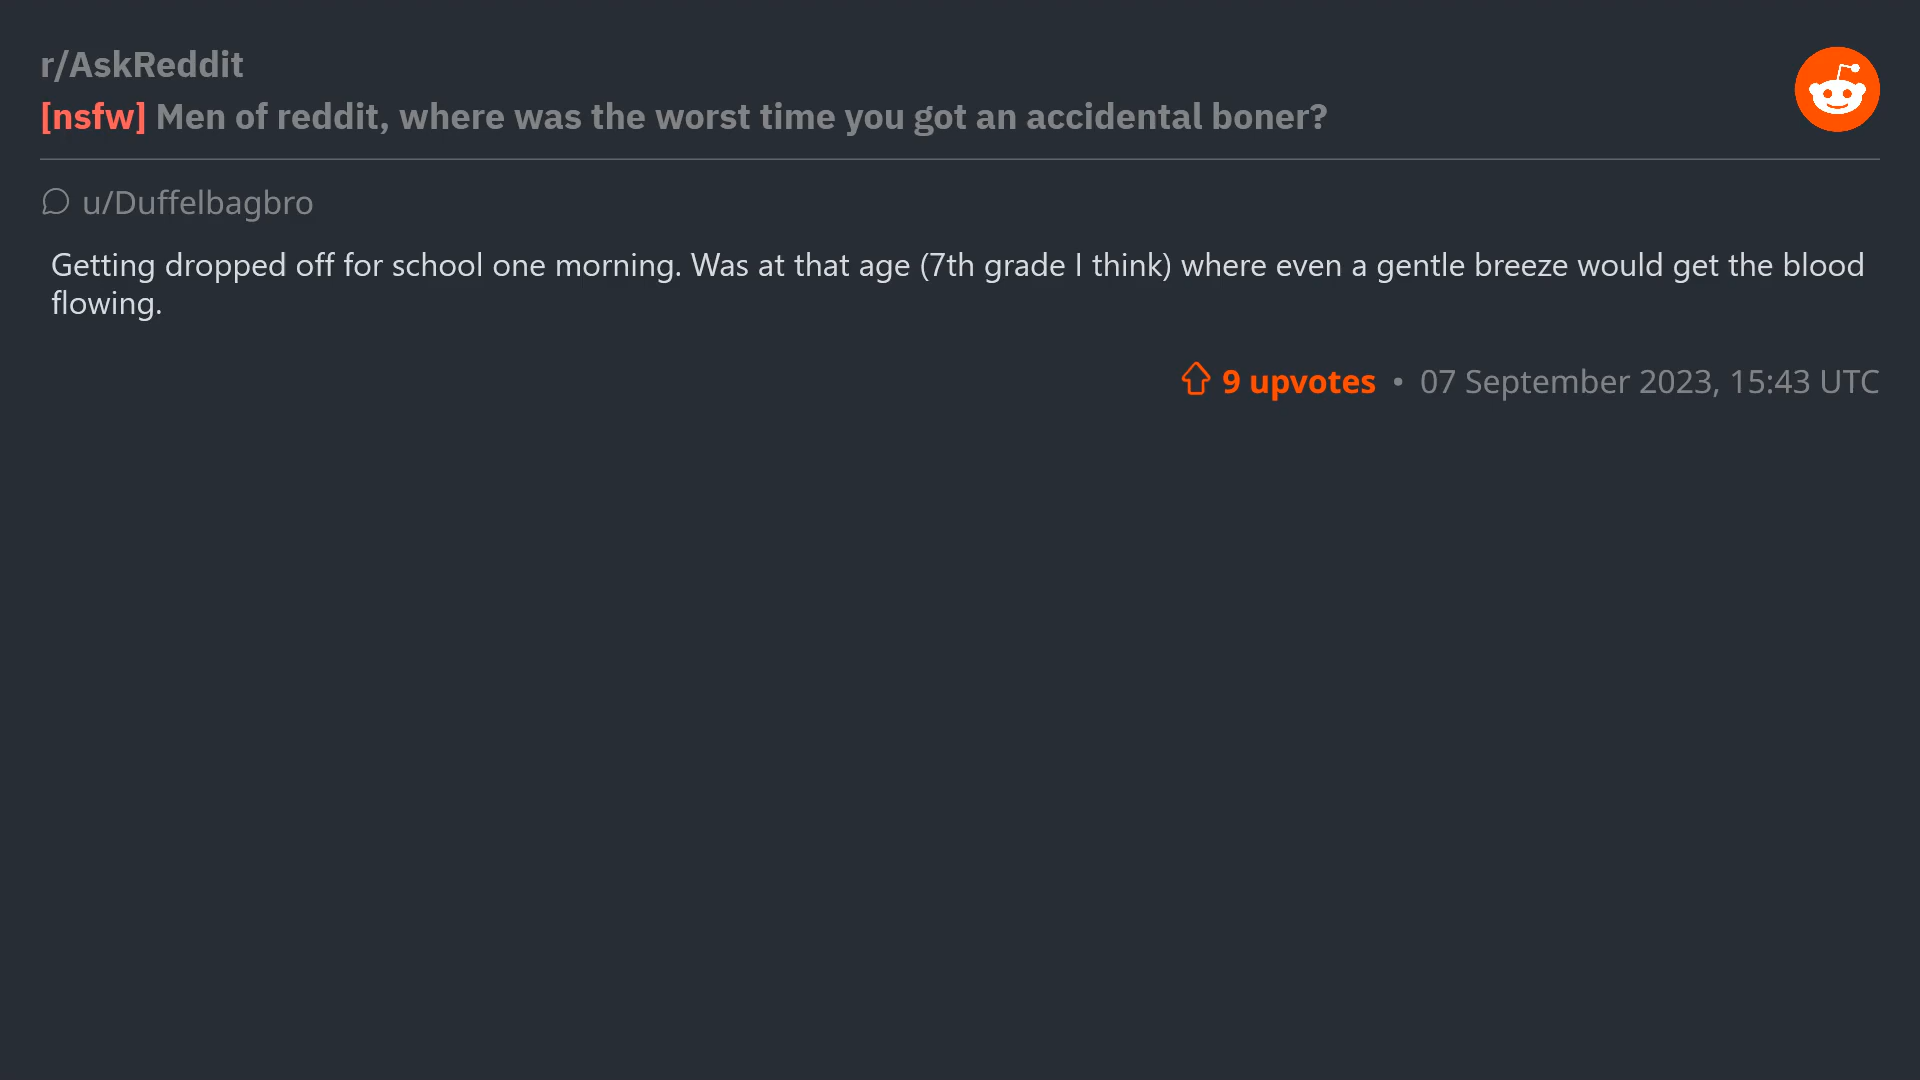 r/AskReddit
[nsfw] Men of reddit, where was the worst time you got an accidental boner?
u/Duffelbagbro
Getting dropped off for school one morning. Was at that age (7th grade I think) where even a gentle breeze would get the blood
flowing.
9 upvotes • 07 September 2023, 15:43 UTC